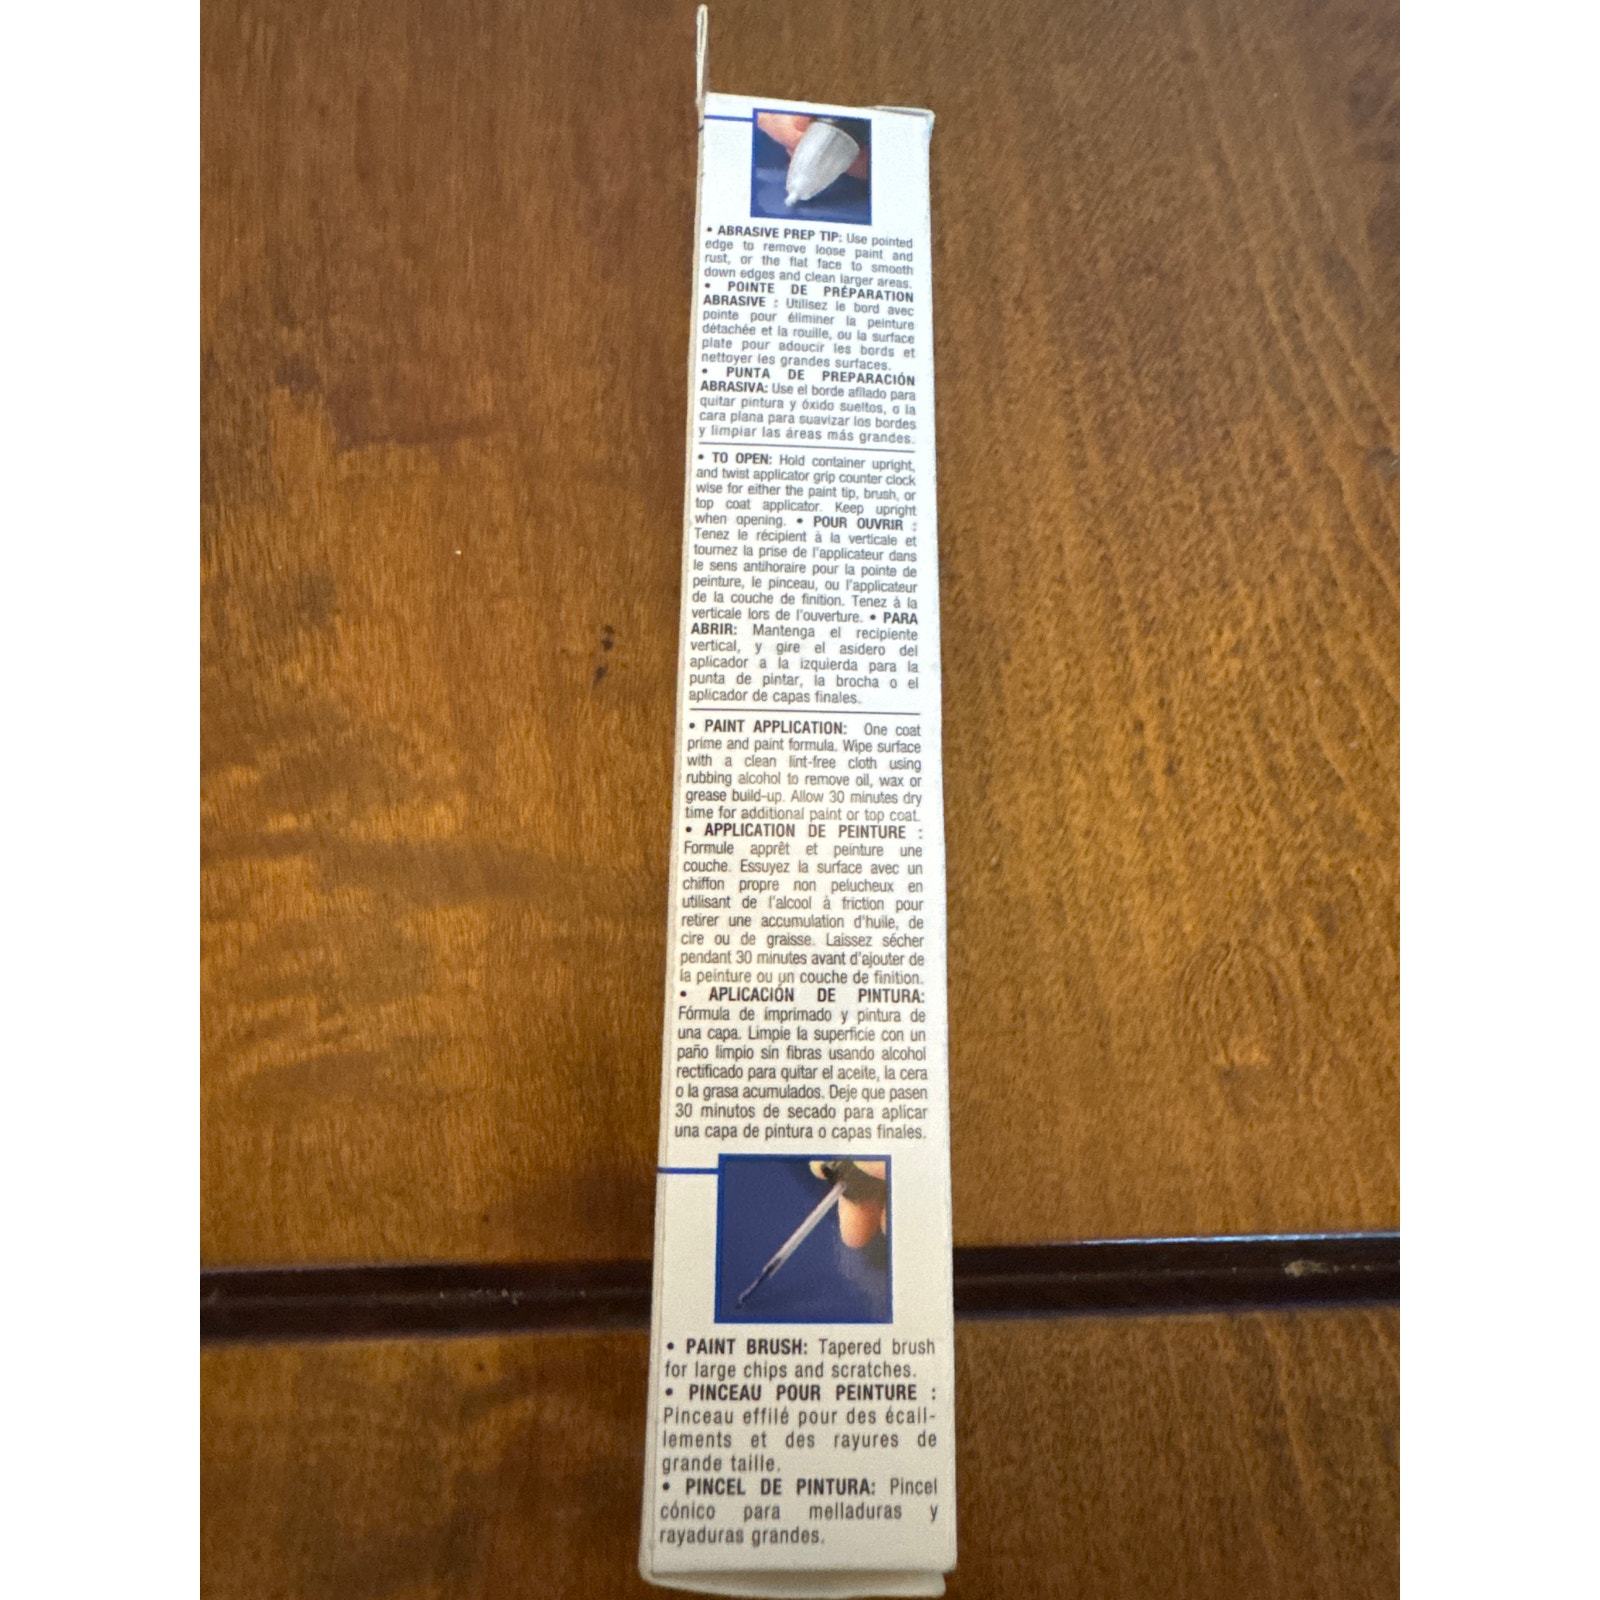 • ABRASIVE PREP TIP: Use pointed
edge to remove loose paint and
rust, or the flat face to smooth
down edges and clean larger areas.
• POINTE DE PRÉPARATION
ABRASIVE : Utilisez le bord avec
pointe pour éliminer la peinture
détachée et la rouille, ou la surface
plate pour adoucir les bords et
nettoyer les grandes surfaces.
• PUNTA DE PREPARACIÓN
ABRASIVA: Use el borde afilado para
quitar pintura y óxido sueltos, o la
cara plana para suavizar los bordes
y limpiar las áreas más grandes.
• TO OPEN: Hold container upright,
and twist applicator grip counter clock
wise for either the paint tip, brush, or
top coat applicator. Keep upright
when opening. • POUR OUVRIR :
Tenez le récipient à la verticale et
tournez la prise de l'applicateur dans
le sens antihoraire pour la pointe de
peinture, le pinceau, ou l'applicateur
de la couche de finition. Tenez à la
verticale lors de l'ouverture. • PARA
ABRIR: Mantenga el recipiente
vertical, y gire el asidero del
aplicador a la izquierda para la
punta de pintar, la brocha o el
aplicador de capas finales.
• PAINT APPLICATION: One coat
prime and paint formula. Wipe surface
with a clean lint-free cloth using
rubbing alcohol to remove oil, wax or
grease build-up. Allow 30 minutes dry
time for additional paint or top coat.
• APPLICATION DE PEINTURE :
Formule apprêt et peinture une
couche. Essuyez la surface avec un
chiffon propre non pelucheux en
utilisant de l'alcool à friction pour
retirer une accumulation d'huile, de
cire ou de graisse. Laissez sécher
pendant 30 minutes avant d'ajouter de
la peinture ou un couche de finition.
• APLICACIÓN DE PINTURA:
Fórmula de imprimado y pintura de
una capa. Limpie la superficie con un
paño limpio sin fibras usando alcohol
rectificado para quitar el aceite, la cera
o la grasa acumulados. Deje que pasen
30 minutos de secado para aplicar
una capa de pintura o capas finales.
• PAINT BRUSH: Tapered brush
for large chips and scratches.
• PINCEAU POUR PEINTURE :
Pinceau effilé pour des écail-
lements et des rayures de
grande taille.
• PINCEL DE PINTURA: Pincel
cónico para melladuras y
rayaduras grandes.